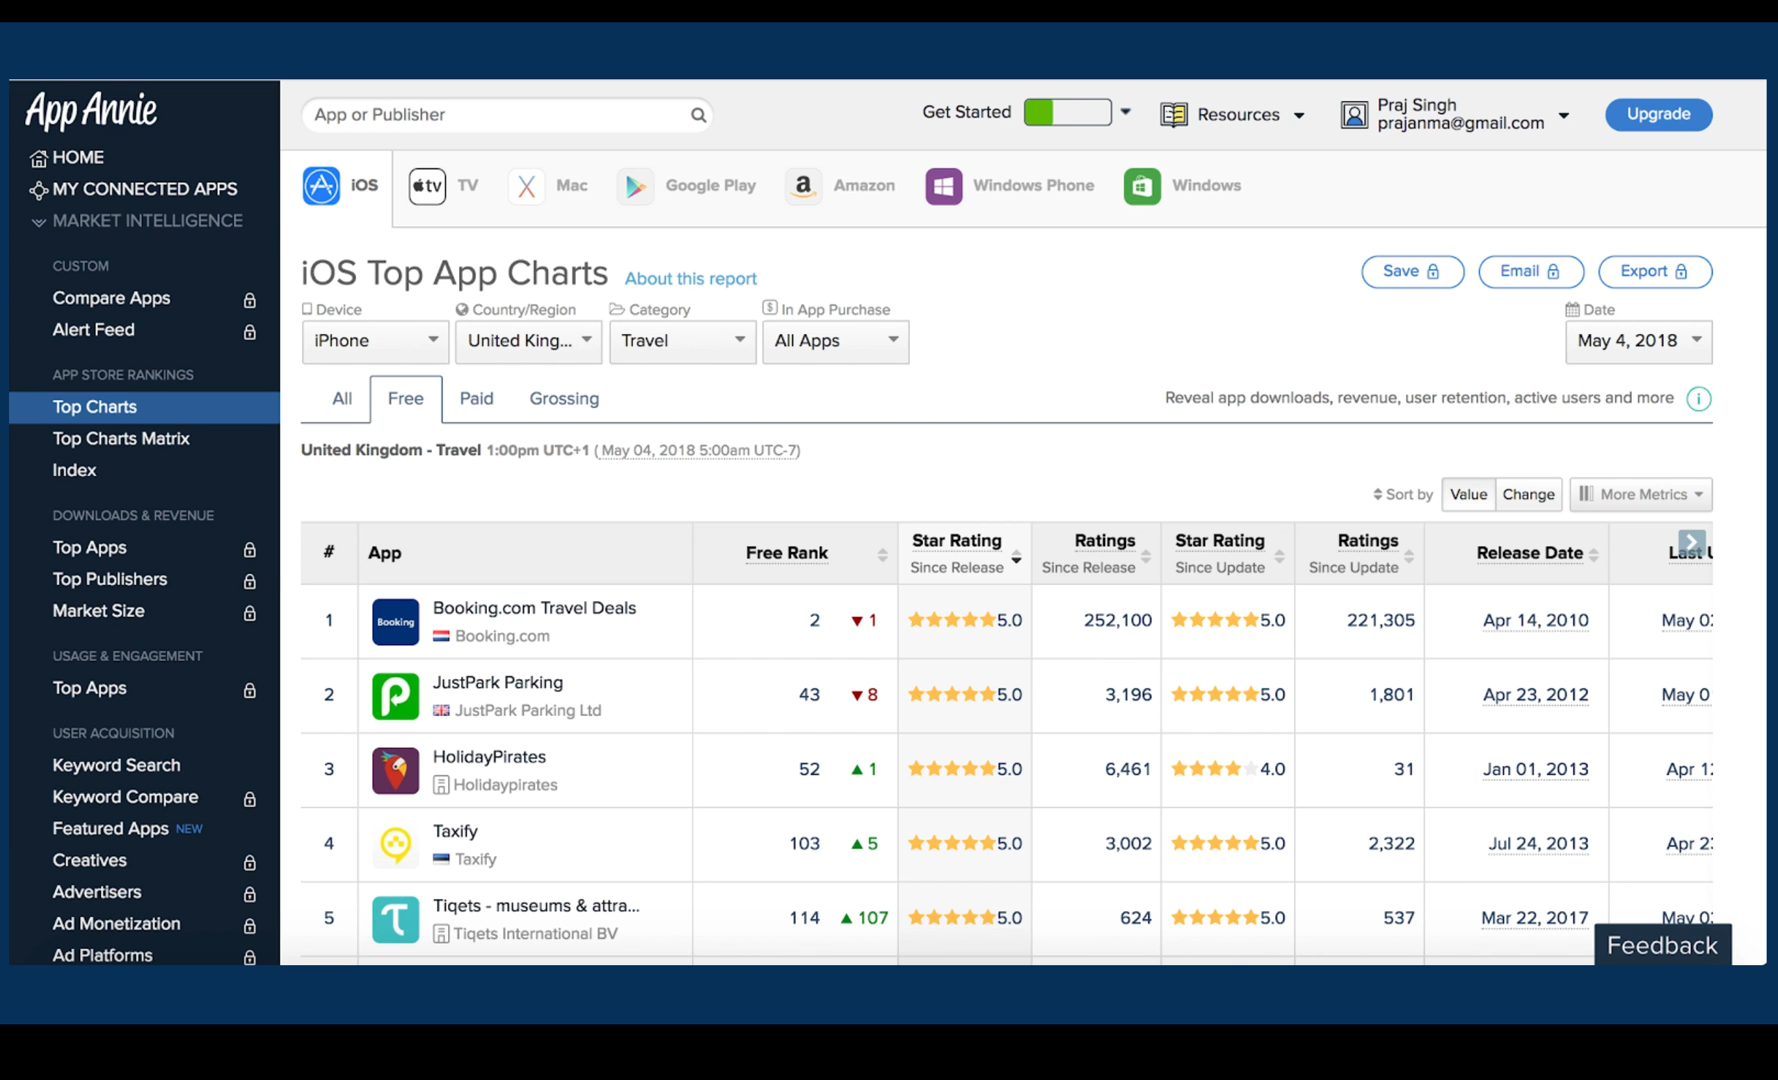 App Annie
App or Publisher
Get Started
Resources
Praj Singh
prajanma@gmail.com
Upgrade
HOME
MY CONNECTED APPS
MARKET INTELLIGENCE
CUSTOM
Compare Apps
Alert Feed
APP STORE RANKINGS
Top Charts
Top Charts Matrix
Index
DOWNLOADS & REVENUE
Top Apps
Top Publishers
Market Size
USAGE & ENGAGEMENT
Top Apps
USER ACQUISITION
Keyword Search
Keyword Compare
Featured Apps NEW
Creatives
Advertisers
Ad Monetization
Ad Platforms
iOS
tv TV
Mac
Google Play
a Amazon
Windows Phone
Windows
iOS Top App Charts About this report
Save Email Export
Device Country/Region Category $ In App Purchase Date
iPhone United King... Travel All Apps May 4, 2018
All Free Paid Grossing
Reveal app downloads, revenue, user retention, active users and more i
United Kingdom - Travel 1:00pm UTC+1 ( May 04, 2018 5:00am UTC-7)
Sort by Value Change More Metrics
# App Free Rank Star Rating Since Release Ratings Since Release Star Rating Since Update Ratings Since Update Release Date Last
1 Booking Booking.com Travel Deals 2 ▼ 1 ★★★★★5.0 252,100 ★★★★★5.0 221,305 Apr 14, 2010 May 0
Booking.com
2 JustPark Parking 43 ▼ 8 ★★★★★5.0 3,196 ★★★★★5.0 1,801 Apr 23, 2012 May 0
JustPark Parking Ltd
3 HolidayPirates 52 ▲ 1 ★★★★★5.0 6,461 ★★★★★4.0 31 Jan 01, 2013 Apr 1
Holidaypirates
4 Taxify 103 ▲ 5 ★★★★★5.0 3,002 ★★★★★5.0 2,322 Jul 24, 2013 Apr 2
Taxify
5 Tiqets - museums & attra... 114 ▲ 107 ★★★★★5.0 624 ★★★★★5.0 537 Mar 22, 2017 May 0
Tiqets International BV
Feedback